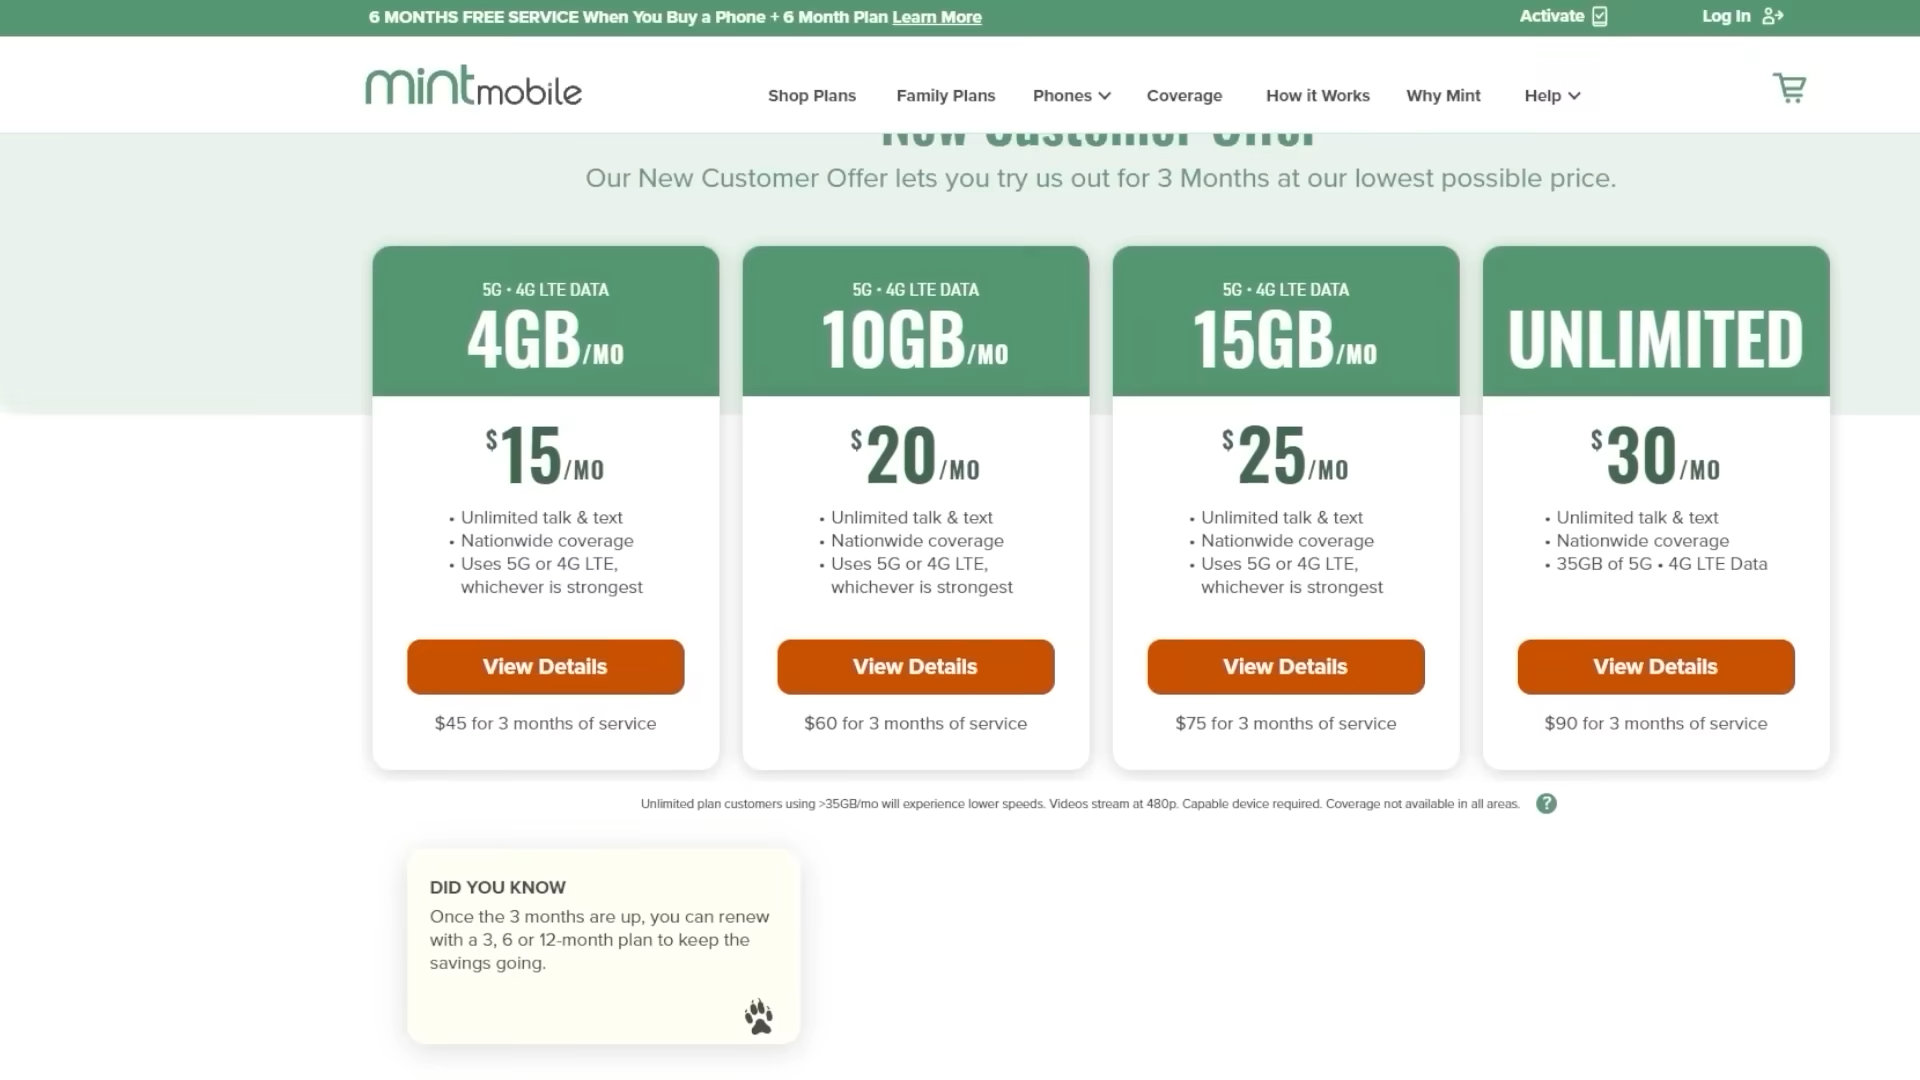 6 MONTHS FREE SERVICE When You Buy a Phone + 6 Month Plan Learn More
Activate
Log In
mintmobile
Shop Plans
Family Plans
Phones
Coverage
How it Works
Why Mint
Help
New Customer Offer
Our New Customer Offer lets you try us out for 3 Months at our lowest possible price.
5G • 4G LTE DATA
4GB/MO
$15/MO
• Unlimited talk & text
• Nationwide coverage
• Uses 5G or 4G LTE,
whichever is strongest
View Details
$45 for 3 months of service
5G • 4G LTE DATA
10GB/MO
$20/MO
• Unlimited talk & text
• Nationwide coverage
• Uses 5G or 4G LTE,
whichever is strongest
View Details
$60 for 3 months of service
5G • 4G LTE DATA
15GB/MO
$25/MO
• Unlimited talk & text
• Nationwide coverage
• Uses 5G or 4G LTE,
whichever is strongest
View Details
$75 for 3 months of service
UNLIMITED
$30/MO
• Unlimited talk & text
• Nationwide coverage
• 35GB of 5G • 4G LTE Data
View Details
$90 for 3 months of service
Unlimited plan customers using >35GB/mo will experience lower speeds. Videos stream at 480p. Capable device required. Coverage not available in all areas. ?
DID YOU KNOW
Once the 3 months are up, you can renew
with a 3, 6 or 12-month plan to keep the
savings going.